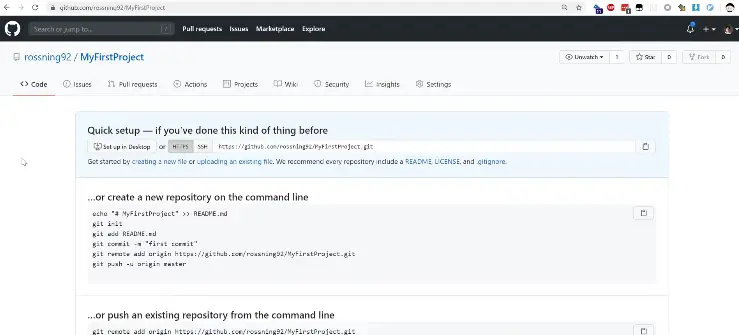 github.com/rossning92/MyFirstProject
Search or jump to...
Pull requests Issues Marketplace Explore
rossning92 / MyFirstProject
Unwatch 1 Star 0 Fork 0
Code Issues Pull requests Actions Projects Wiki Security Insights Settings
Quick setup — if you've done this kind of thing before
Set up in Desktop or HTTPS SSH https://github.com/rossning92/MyFirstProject.git
Get started by creating a new file or uploading an existing file. We recommend every repository include a README, LICENSE, and .gitignore.
...or create a new repository on the command line
echo "# MyFirstProject" >> README.md
git init
git add README.md
git commit -m "first commit"
git remote add origin https://github.com/rossning92/MyFirstProject.git
git push -u origin master
...or push an existing repository from the command line
git remote add origin https://github.com/rossning92/MyFirstProject.git